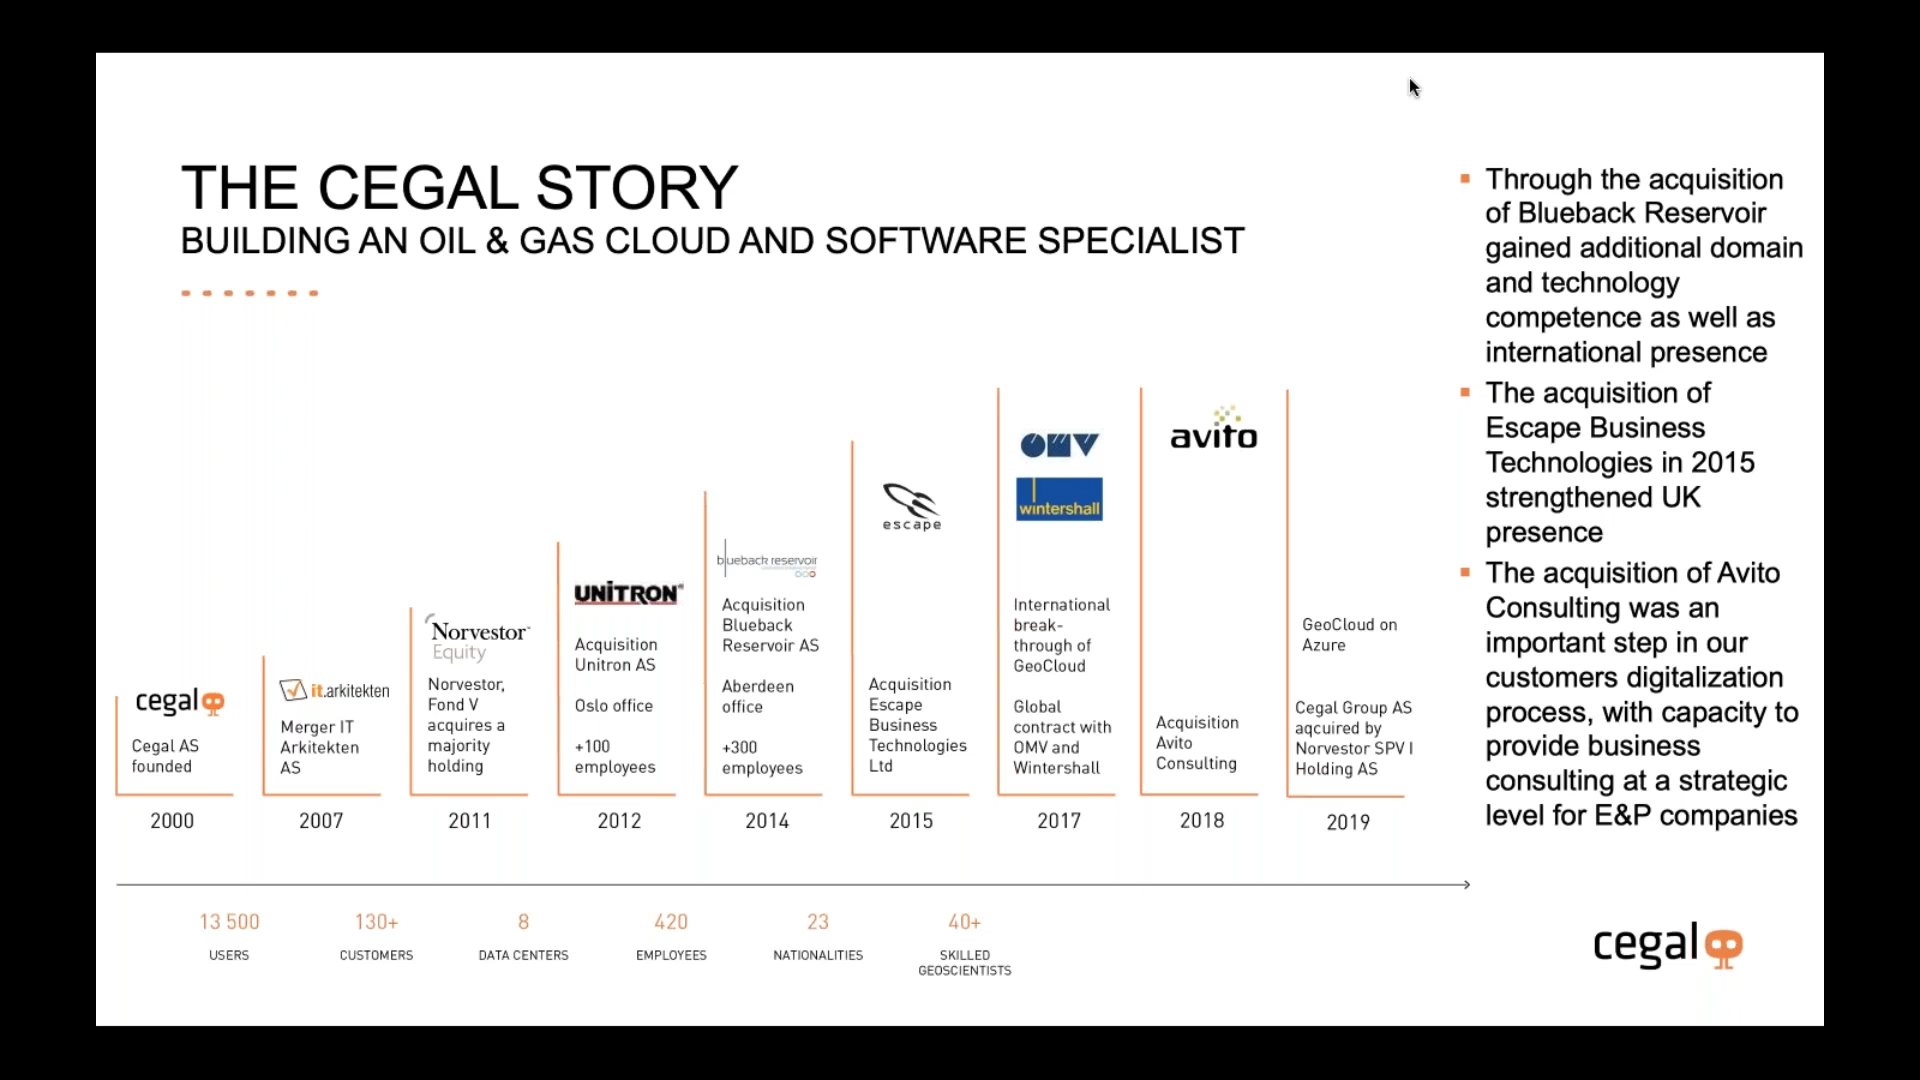 THE CEGAL STORY
BUILDING AN OIL & GAS CLOUD AND SOFTWARE SPECIALIST
cegal
Cegal AS
founded
2000
it.arkitekten
Merger IT
Arkitekten
AS
2007
Norvestor
Equity
Norvestor,
Fond V
acquires a
majority
holding
2011
UNITRON
Acquisition
Unitron AS
Oslo office
+100
employees
2012
blueback reservoir
Acquisition
Blueback
Reservoir AS
Aberdeen
office
+300
employees
2014
escape
Acquisition
Escape
Business
Technologies
Ltd
2015
OMV
wintershall
International
break-
through of
GeoCloud
Global
contract with
OMV and
Wintershall
2017
avito
Acquisition
Avito
Consulting
2018
GeoCloud on
Azure
Cegal Group AS
aqcuired by
Norvestor SPV I
Holding AS
2019
13 500
USERS
130+
CUSTOMERS
8
DATA CENTERS
420
EMPLOYEES
23
NATIONALITIES
40+
SKILLED
GEOSCIENTISTS
Through the acquisition
of Blueback Reservoir
gained additional domain
and technology
competence as well as
international presence
The acquisition of
Escape Business
Technologies in 2015
strengthened UK
presence
The acquisition of Avito
Consulting was an
important step in our
customers digitalization
process, with capacity to
provide business
consulting at a strategic
level for E&P companies
cegal